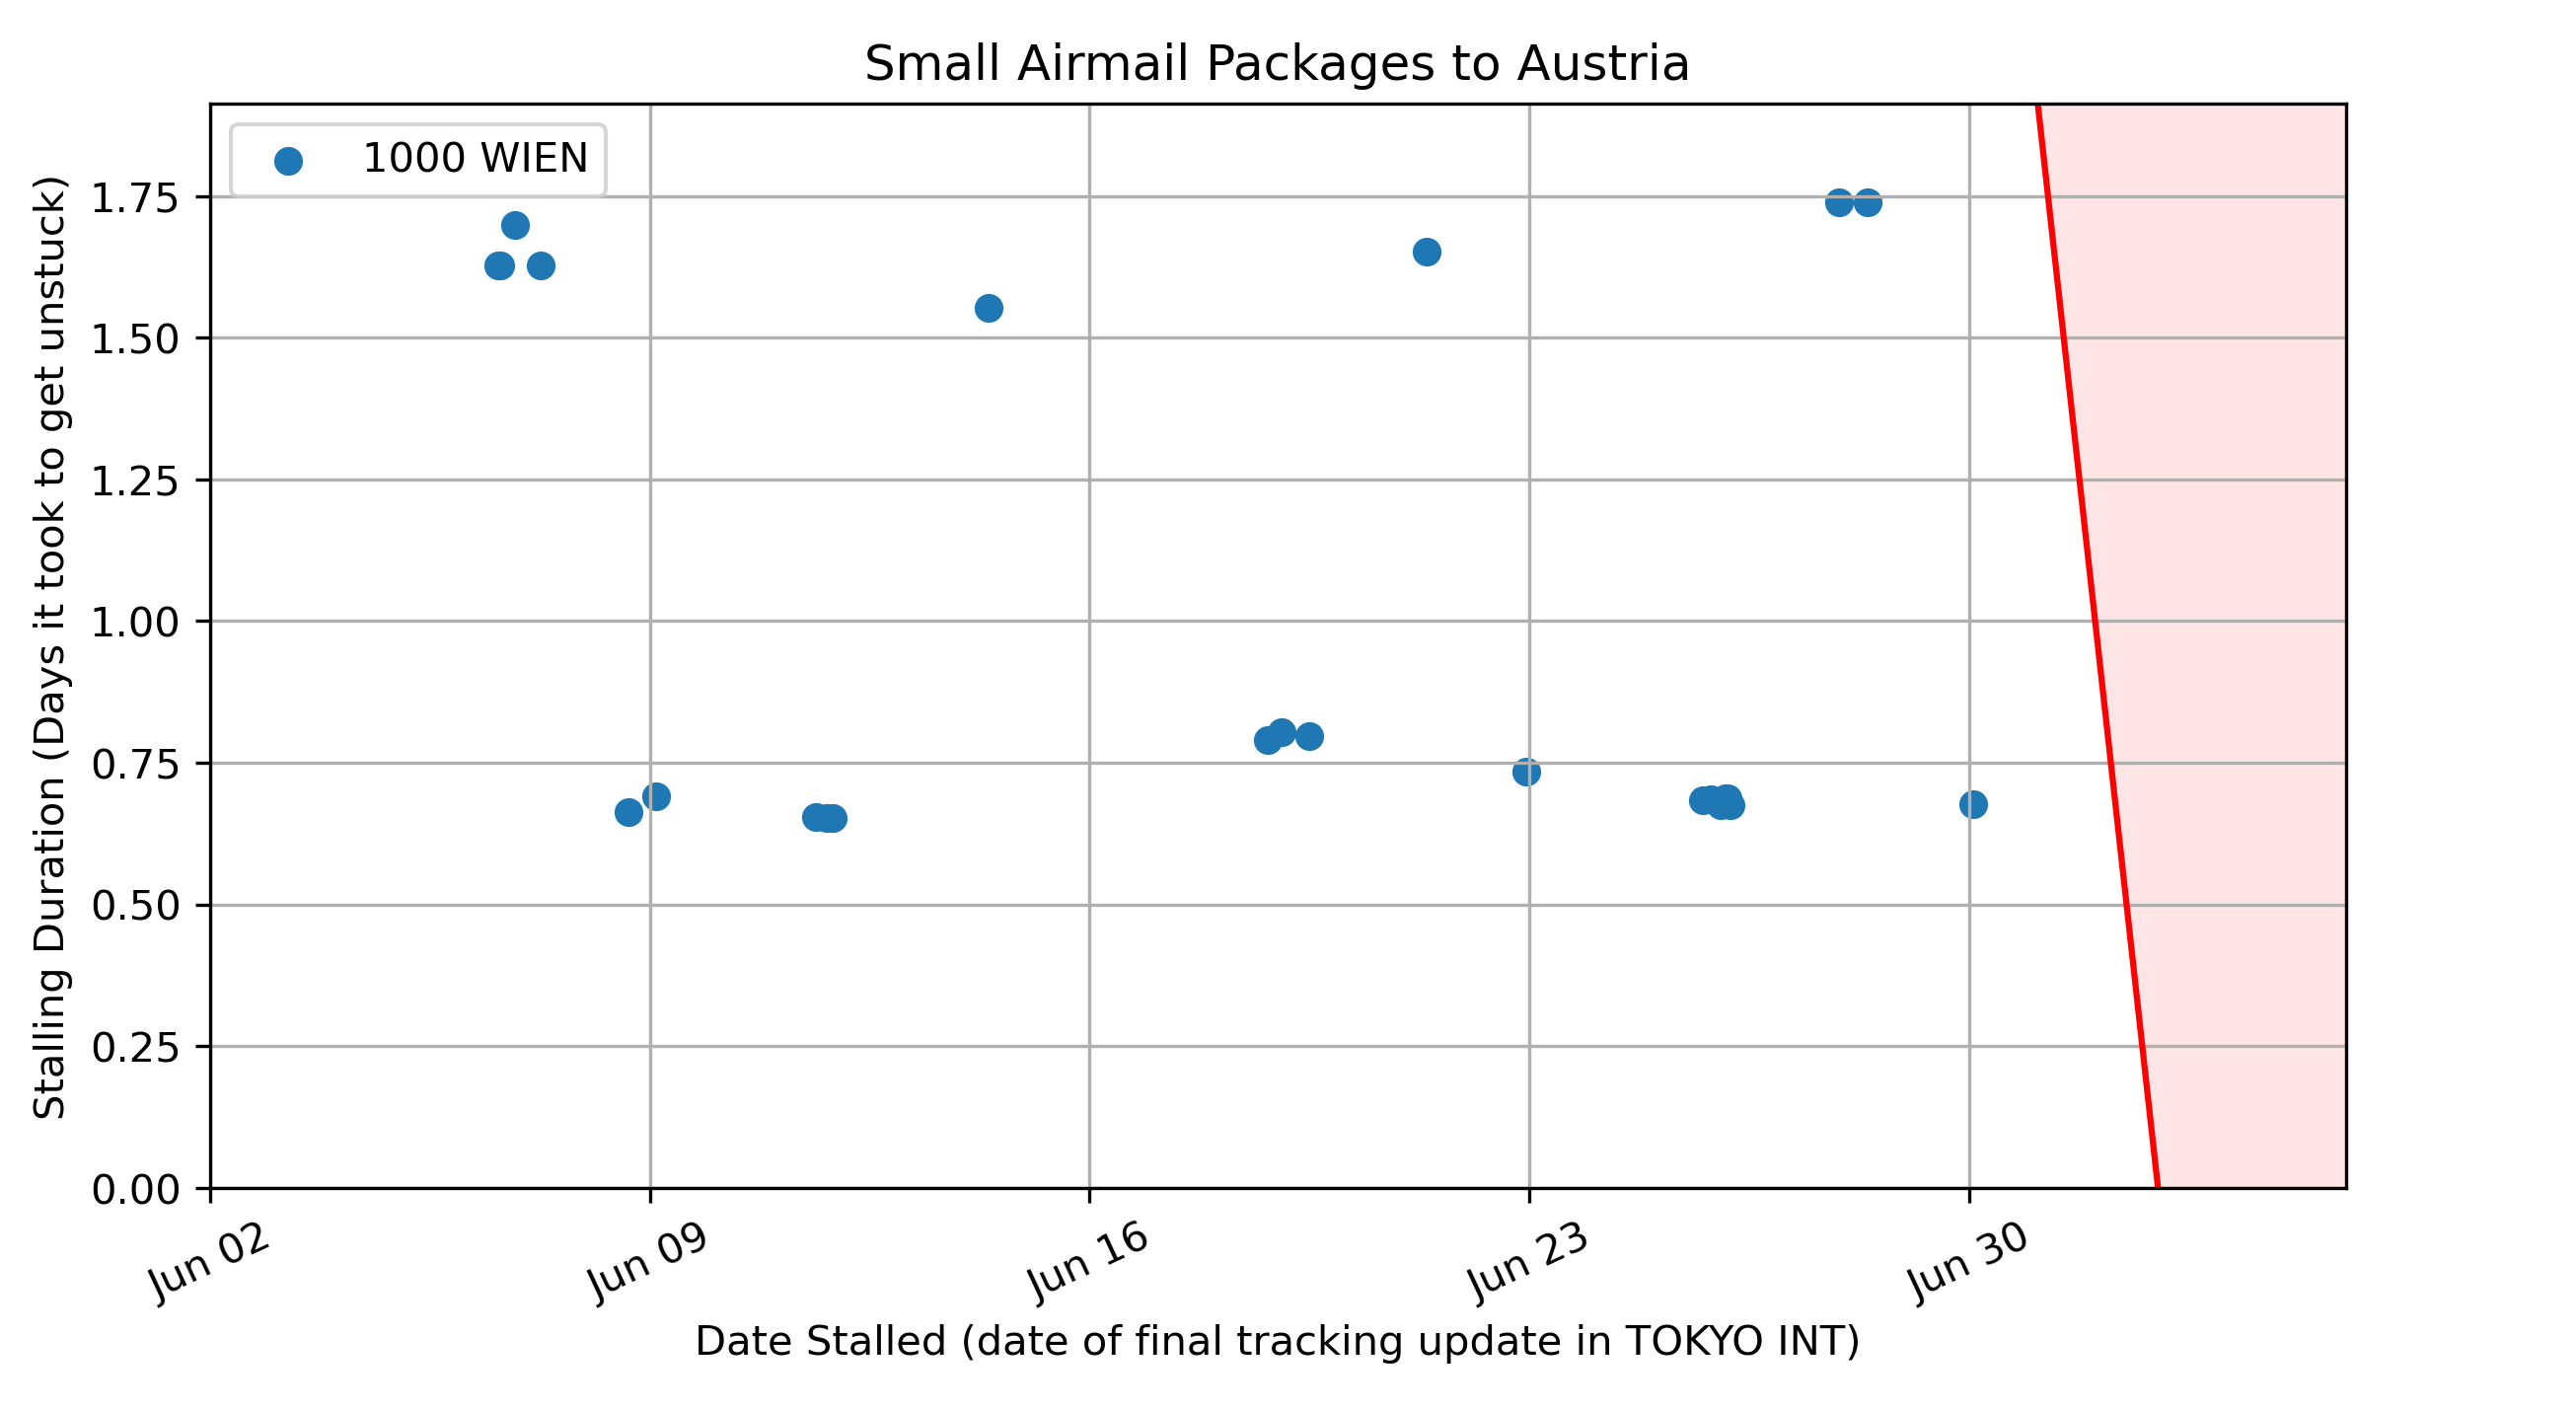 Small Airmail Packages to Austria
1000 WIEN
Stalling Duration (Days it took to get unstuck)
1.75
1.50
1.25
1.00
0.75
0.50
0.25
0.00
Jun 02
Jun 09
Jun 16
Jun 23
Jun 30
Date Stalled (date of final tracking update in TOKYO INT)